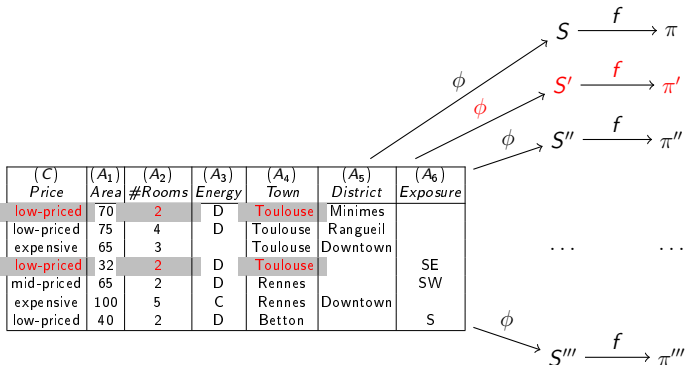 S f π
ϕ
S′ f π′
ϕ
S″ f π″
ϕ
(C) (A₁) (A₂) (A₃) (A₄) (A₅) (A₆)
Price Area #Rooms Energy Town District Exposure
low-priced 70 2 D Toulouse Minimes
low-priced 75 4 D Toulouse Rangueil
expensive 65 3 Toulouse Downtown
... ...
low-priced 32 2 D Toulouse SE
mid-priced 65 2 D Rennes SW
expensive 100 5 C Rennes Downtown
low-priced 40 2 D Betton S
ϕ
S‴ f π‴